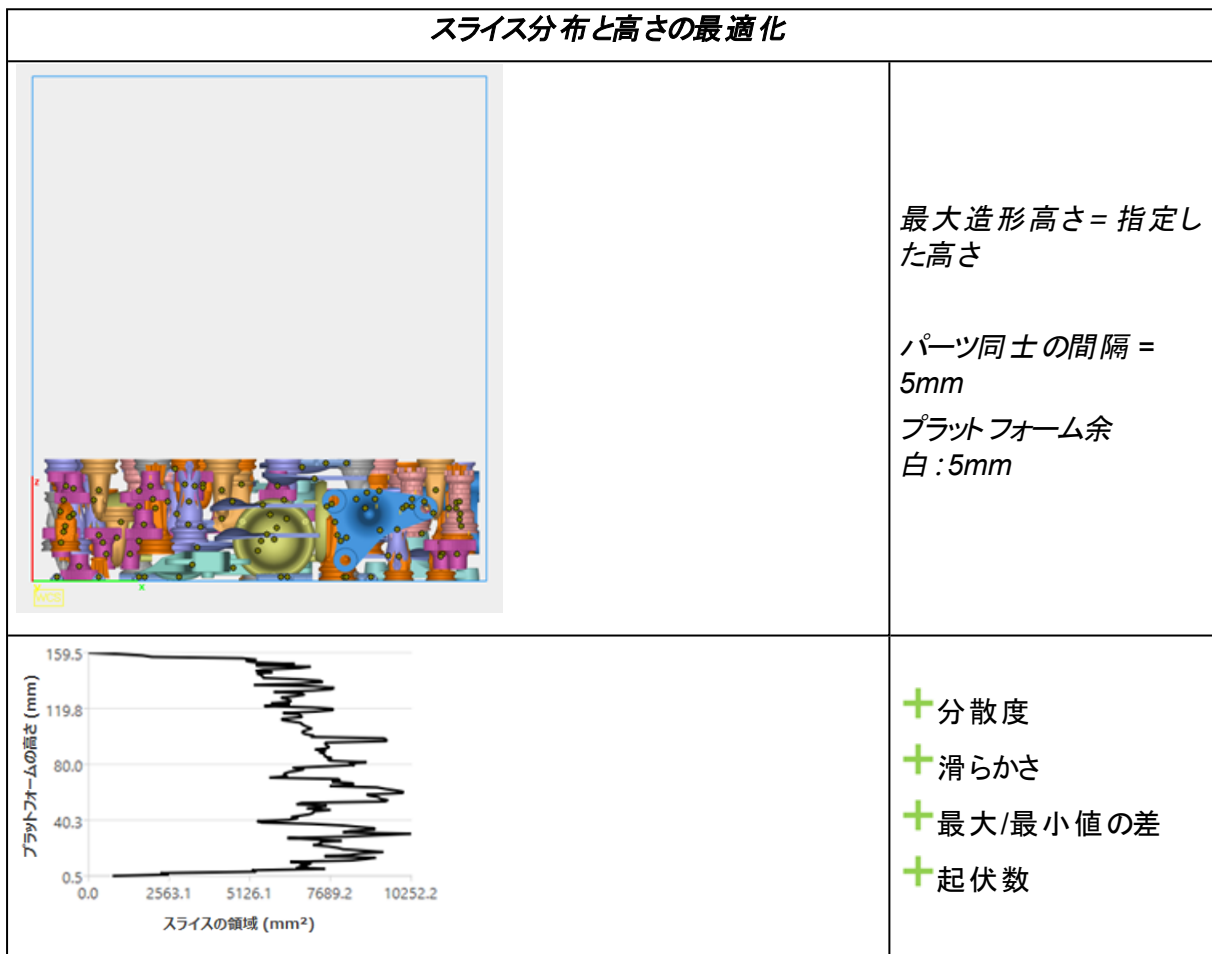 スライス分布と高さの最適化
最大造形高さ = 指定し
た高さ
パーツ同士の間隔 =
5mm
プラットフォーム余
白 : 5mm
z
x
WCS
159.5
119.8
80.0
40.3
0.5
プラットフォームの高さ (mm)
0.0
2563.1
5126.1
7689.2
10252.2
スライスの領域 (mm²)
分散度
滑らかさ
最大/最小値の差
起伏数